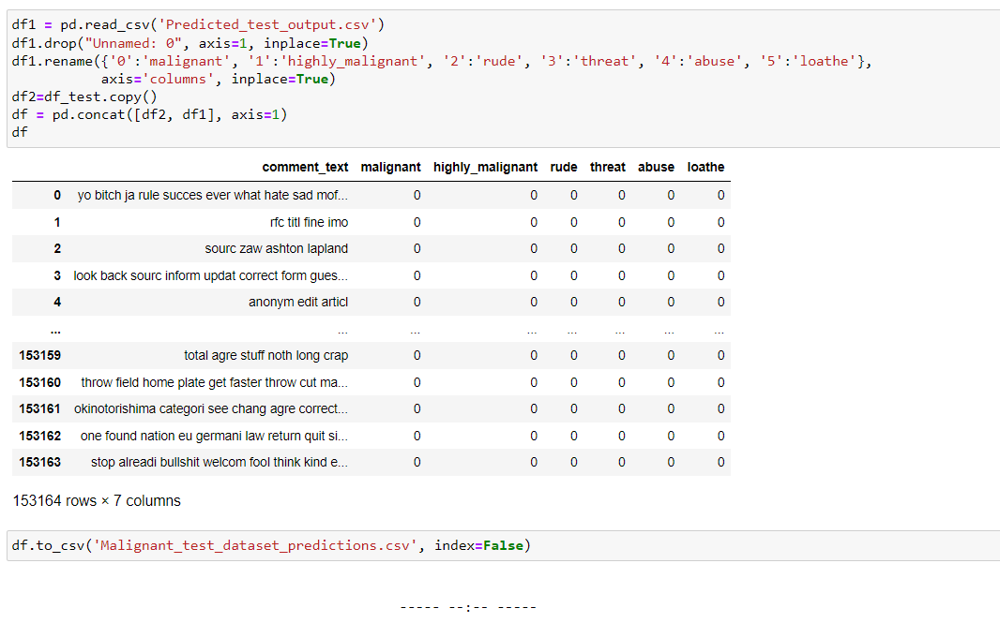 df1 = pd.read_csv('Predicted_test_output.csv')
df1.drop("Unnamed: 0", axis=1, inplace=True)
df1.rename({'0':'malignant', '1':'highly_malignant', '2':'rude', '3':'threat', '4':'abuse', '5':'loathe'},
axis='columns', inplace=True)
df2=df_test.copy()
df = pd.concat([df2, df1], axis=1)
df
comment_text malignant highly_malignant rude threat abuse loathe
0 yo bitch ja rule succes ever what hate sad mof... 0 0 0 0 0 0
1 rfc titl fine imo 0 0 0 0 0 0
2 sourc zaw ashton lapland 0 0 0 0 0 0
3 look back sourc inform updat correct form gues... 0 0 0 0 0 0
4 anonym edit articl 0 0 0 0 0 0
... ... ... ... ... ... ... ...
153159 total agre stuff noth long crap 0 0 0 0 0 0
153160 throw field home plate get faster throw cut ma... 0 0 0 0 0 0
153161 okinotorishima categori see chang agre correct... 0 0 0 0 0 0
153162 one found nation eu germani law return quit si... 0 0 0 0 0 0
153163 stop alreadi bullshit welcom fool think kind e... 0 0 0 0 0 0
153164 rows × 7 columns
df.to_csv('Malignant_test_dataset_predictions.csv', index=False)
----- --:-- -----